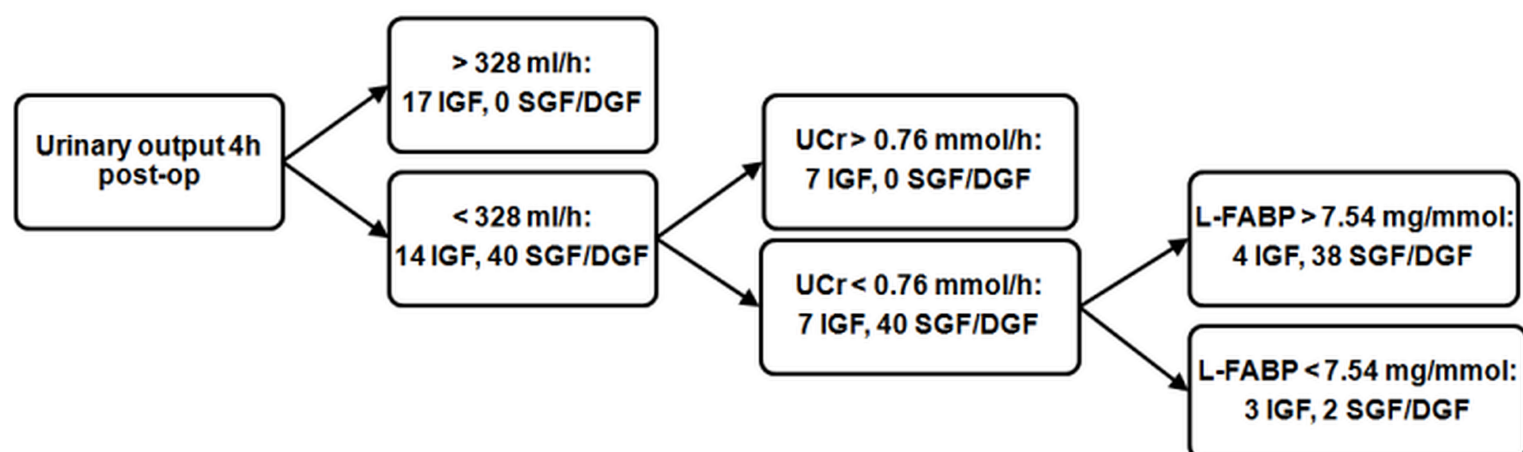 Urinary output 4h
post-op
> 328 ml/h:
17 IGF, 0 SGF/DGF
< 328 ml/h:
14 IGF, 40 SGF/DGF
UCr > 0.76 mmol/h:
7 IGF, 0 SGF/DGF
UCr < 0.76 mmol/h:
7 IGF, 40 SGF/DGF
L-FABP > 7.54 mg/mmol:
4 IGF, 38 SGF/DGF
L-FABP < 7.54 mg/mmol:
3 IGF, 2 SGF/DGF